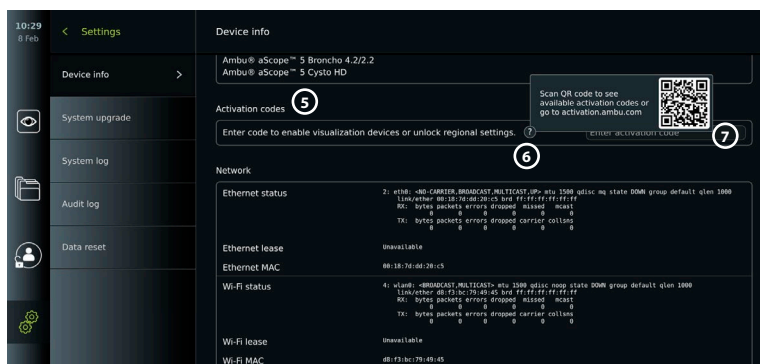 10:29
8 Feb
< Settings
Device info
Device info >
System upgrade
System log
Audit log
Data reset
Ambu® aScope™ 5 Broncho 4.2/2.2
Ambu® aScope™ 5 Cysto HD
Activation codes
5
Scan QR code to see
available activation codes or
go to activation.ambu.com
Enter code to enable visualization devices or unlock regional settings. ?
Enter activation code
7
6
Network
Ethernet status
2: eth0: <NO-CARRIER,BROADCAST,MULTICAST,UP> mtu 1500 qdisc mq state DOWN group default qlen 1000
link/ether 00:18:7d:dd:20:c5 brd ff:ff:ff:ff:ff:ff
RX: bytes packets errors dropped missed mcast
0 0 0 0 0 0
TX: bytes packets errors dropped carrier collsns
0 0 0 0 0 0
Ethernet lease Unavailable
Ethernet MAC 00:18:7d:dd:20:c5
Wi-Fi status
4: wlan0: <BROADCAST,MULTICAST> mtu 1500 qdisc noop state DOWN group default qlen 1000
link/ether d8:f3:bc:79:49:45 brd ff:ff:ff:ff:ff:ff
RX: bytes packets errors dropped missed mcast
0 0 0 0 0 0
TX: bytes packets errors dropped carrier collsns
0 0 0 0 0 0
Wi-Fi lease Unavailable
Wi-Fi MAC d8:f3:bc:79:49:45